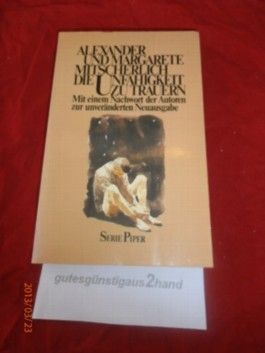 ALEXANDER
UND MARGARETE
MITSCHERLICH
DIE UNFÄHIGKEIT
ZU TRAUERN
Mit einem Nachwort der Autoren
zur unveränderten Neuausgabe
SERIE PIPER
gutesgünstigaus2hand
2013/03/23